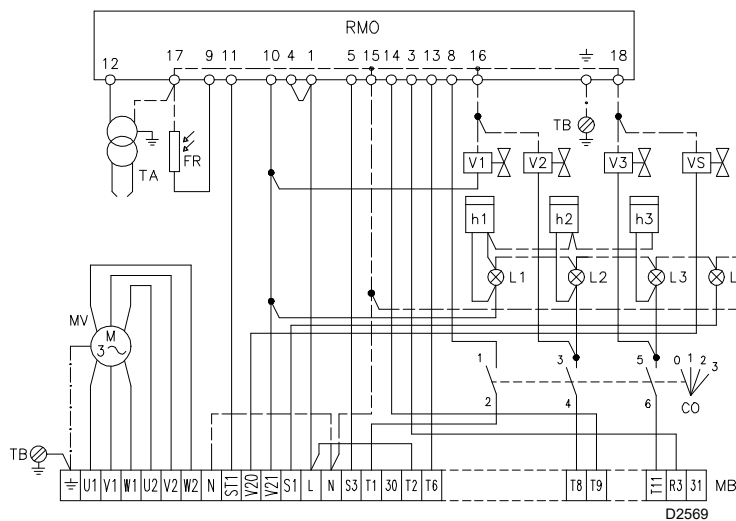 RMO
12 17 9 11 10 4 1 5 15 14 3 13 8 16 18
TB
TA
FR
V1 V2 V3 VS
h1 h2 h3
L1 L2 L3 L
MV
M
3
1 3 5 0 1 2 3
2 4 6 CO
TB
U1 V1 W1 U2 V2 W2 N ST1 V20 V21 S1 L N S3 T1 30 T2 T6 T8 T9 T11 R3 31 MB
D2569